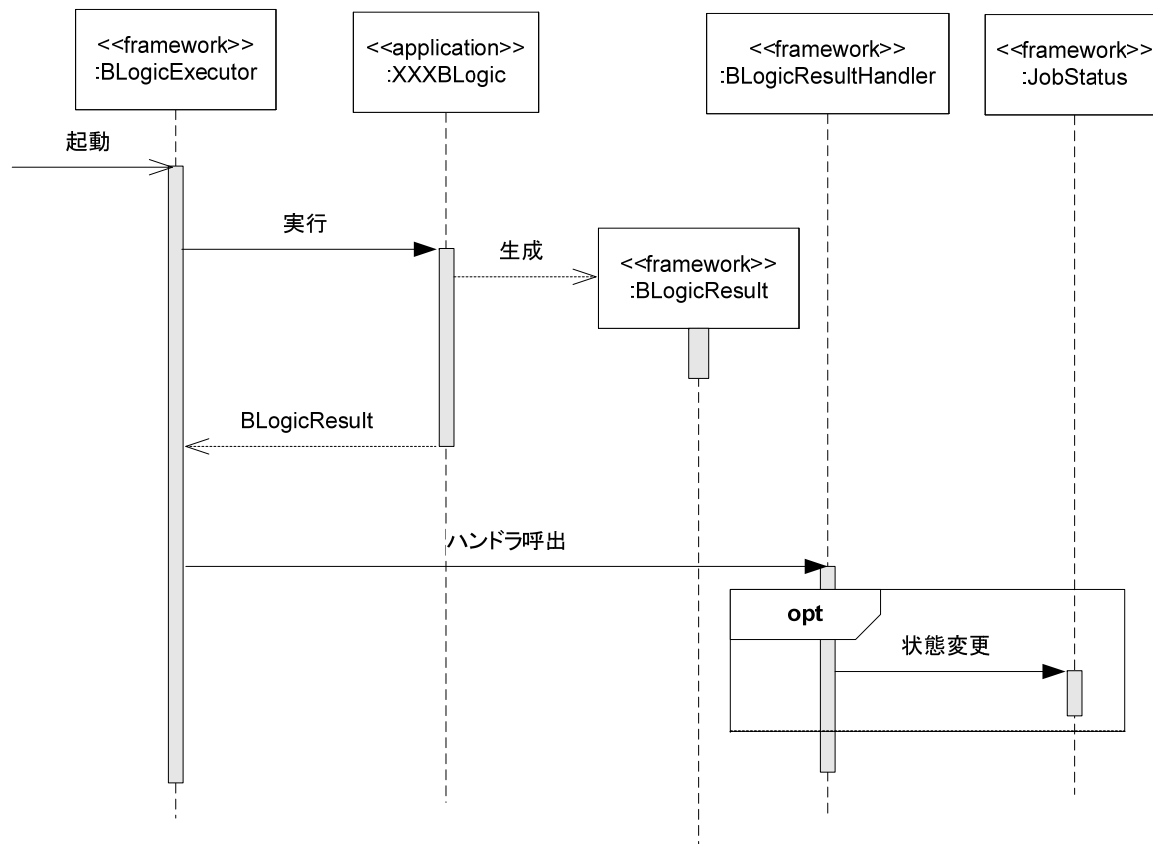 <<framework>>
:BLogicExecutor
<<application>>
:XXXBLogic
<<framework>>
:BLogicResultHandler
<<framework>>
:JobStatus
起動
実行
生成
<<framework>>
:BLogicResult
BLogicResult
ハンドラ呼出
opt
状態変更